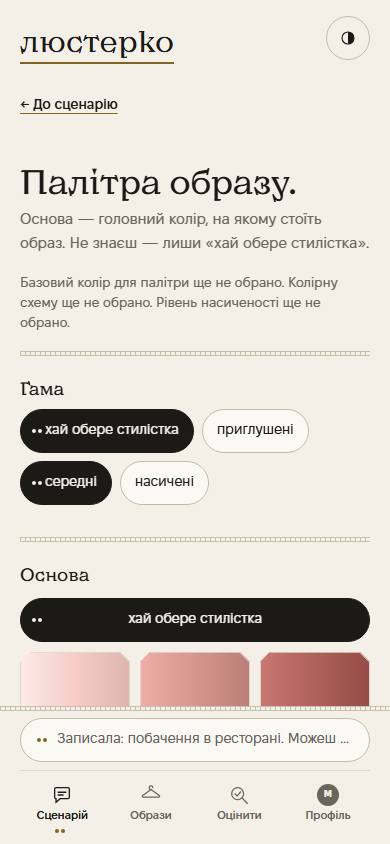 люстерко
← До сценарію
Палітра образу.
Основа — головний колір, на якому стоїть
образ. Не знаєш — лиши «хай обере стилістка».
Базовий колір для палітри ще не обрано. Колірну
схему ще не обрано. Рівень насиченості ще не
обрано.
Гама
хай обере стилістка
приглушені
середні
насичені
Основа
хай обере стилістка
Записала: побачення в ресторані. Можеш ...
Сценарій
Образи
Оцінити
М
Профіль